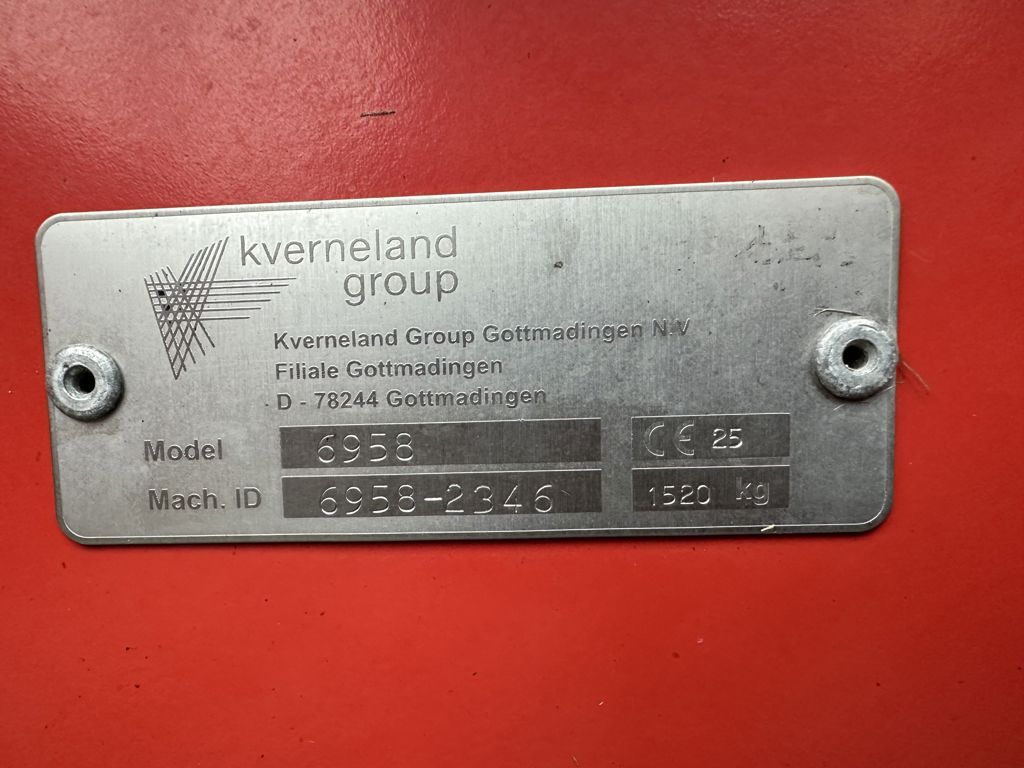 kverneland
group
Kverneland Group Gottmadingen N.V
Filiale Gottmadingen
D - 78244 Gottmadingen
Model 6958 CE 25
Mach. ID 6958-2346 1520 kg